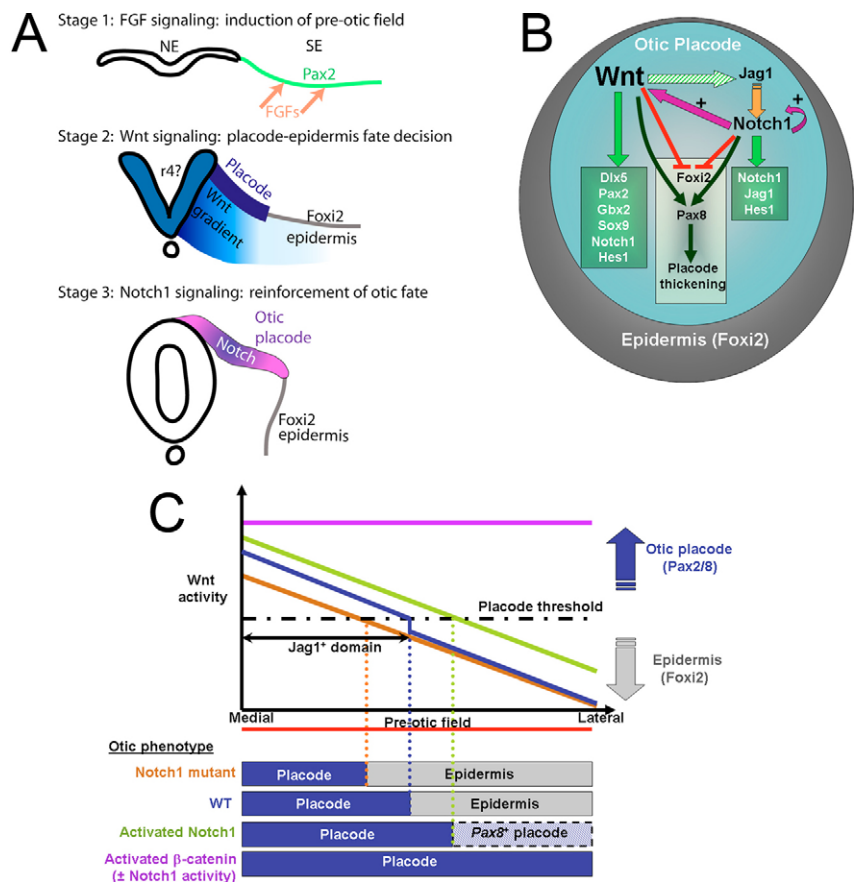 A
Stage 1: FGF signaling: induction of pre-otic field
NE
SE
Pax2
FGFs
Stage 2: Wnt signaling: placode-epidermis fate decision
r4?
Placode
Wnt
gradient
Foxi2
epidermis
Stage 3: Notch1 signaling: reinforcement of otic fate
Otic
placode
Notch
Foxi2
epidermis
B
Otic Placode
Wnt
Jag1
+
+
Notch1
Dlx5
Pax2
Gbx2
Sox9
Notch1
Hes1
Foxi2
Pax8
Placode
thickening
Notch1
Jag1
Hes1
Epidermis (Foxi2)
C
Wnt
activity
Placode threshold
Jag1⁺ domain
Otic placode
(Pax2/8)
Epidermis
(Foxi2)
Medial
Pre-otic field
Lateral
Otic phenotype
Notch1 mutant
Placode
Epidermis
WT
Placode
Epidermis
Activated Notch1
Placode
Pax8⁺ placode
Activated β-catenin
(± Notch1 activity)
Placode